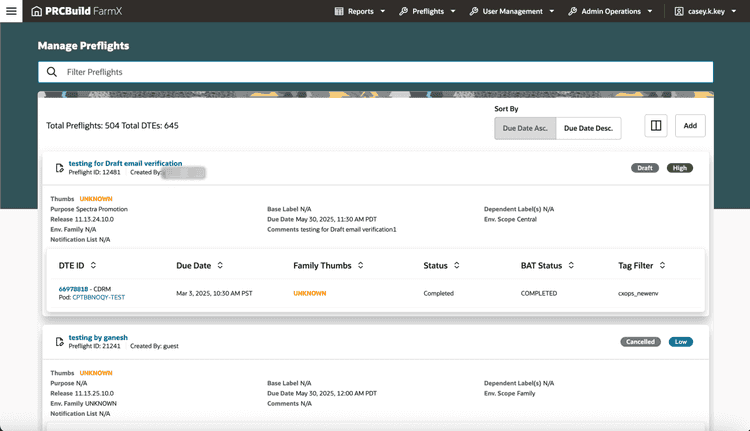 PRCBuild FarmX
Reports Preflights User Management Admin Operations casey.k.key
Manage Preflights
Filter Preflights
Total Preflights: 504 Total DTEs: 645
Sort By
Due Date Asc. Due Date Desc.
Add
testing for Draft email verification
Preflight ID: 12481 Created By:
Draft High
Thumbs UNKNOWN
Purpose Spectra Promotion Base Label N/A Dependent Label(s) N/A
Release 11.13.24.10.0 Due Date May 30, 2025, 11:30 AM PDT Env. Scope Central
Env. Family N/A Comments testing for Draft email verification1
Notification List N/A
DTE ID Due Date Family Thumbs Status BAT Status Tag Filter
66978818 - CDRM Mar 3, 2025, 10:30 AM PST UNKNOWN Completed COMPLETED cxops_newenv
Pod: CPTBBNOQY-TEST
testing by ganesh
Preflight ID: 21241 Created By: guest
Cancelled Low
Thumbs UNKNOWN
Purpose N/A Base Label N/A Dependent Label(s) N/A
Release 11.13.25.10.0 Due Date May 30, 2025, 12:00 AM PDT Env. Scope Family
Env. Family UNKNOWN Comments N/A
Notification List N/A